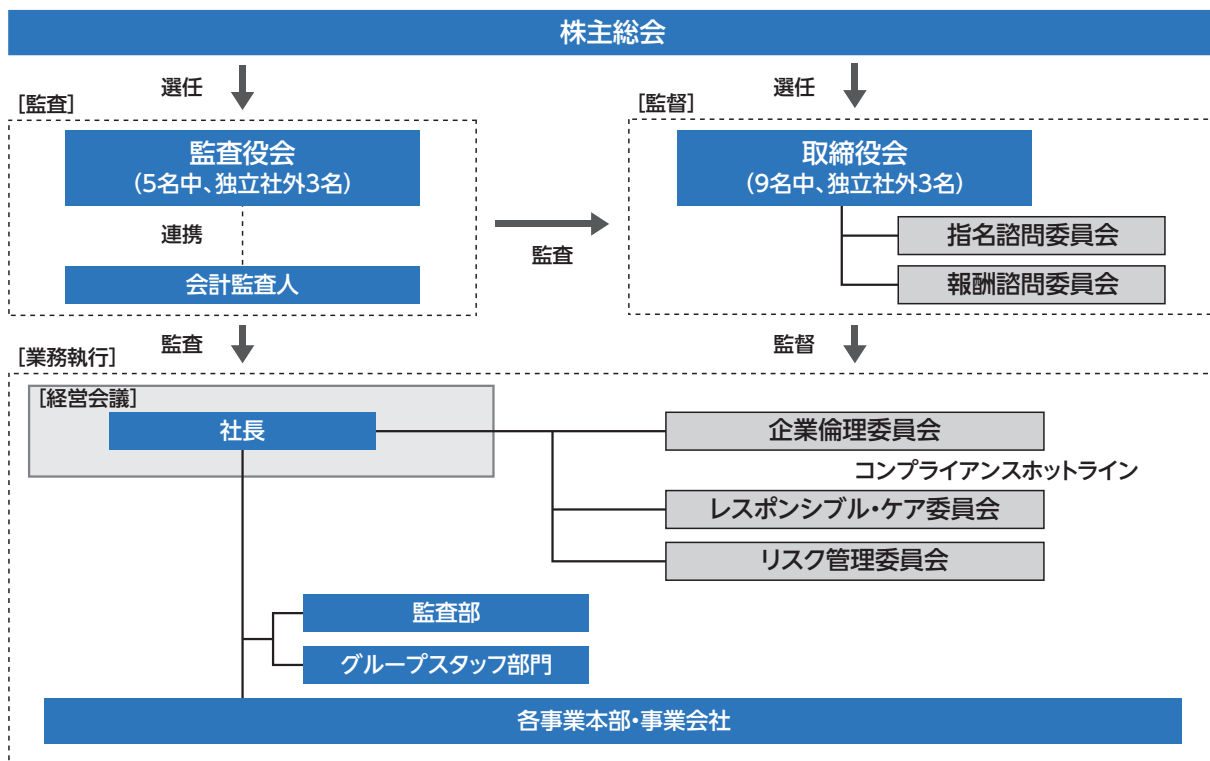 株主総会
選任
選任
[監査]
[監督]
監査役会
(5名中、独立社外3名)
連携
会計監査人
監査
取締役会
(9名中、独立社外3名)
指名諮問委員会
報酬諮問委員会
監査
監督
[業務執行]
[経営会議]
社長
企業倫理委員会
コンプライアンスホットライン
レスポンシブル・ケア委員会
リスク管理委員会
監査部
グループスタッフ部門
各事業本部・事業会社